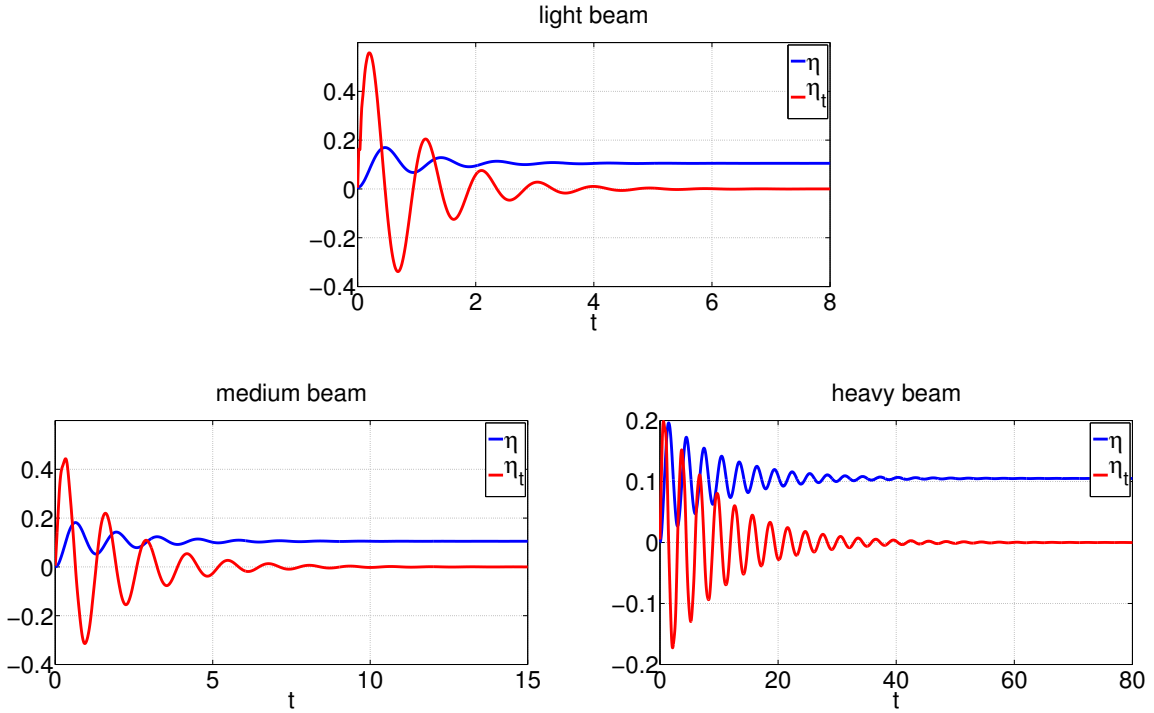 light beam
0.4
0.2
0
−0.2
−0.4
0 2 4 6 8
t
η
η_t
medium beam
0.4
0.2
0
−0.2
−0.4
0 5 10 15
t
η
η_t
heavy beam
0.2
0.1
0
−0.1
−0.2
0 20 40 60 80
t
η
η_t